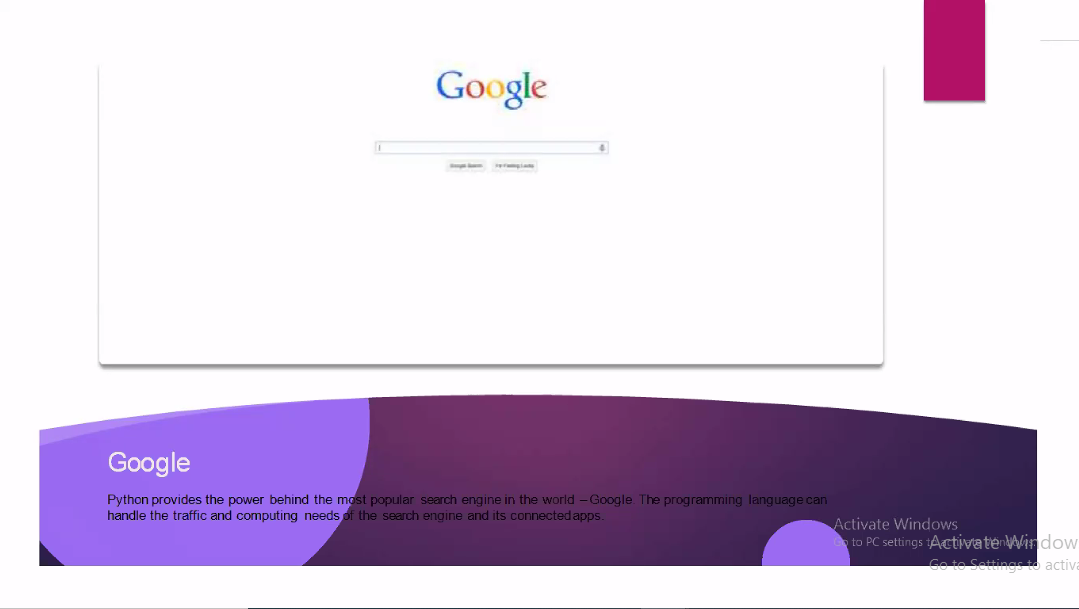 Google
Google Search I'm Feeling Lucky
Google
Python provides the power behind the most popular search engine in the world – Google. The programming language can
handle the traffic and computing needs of the search engine and its connected apps.
Activate Windows
Go to PC settings to activate Windows.
Activate Window
Go to Settings to activa